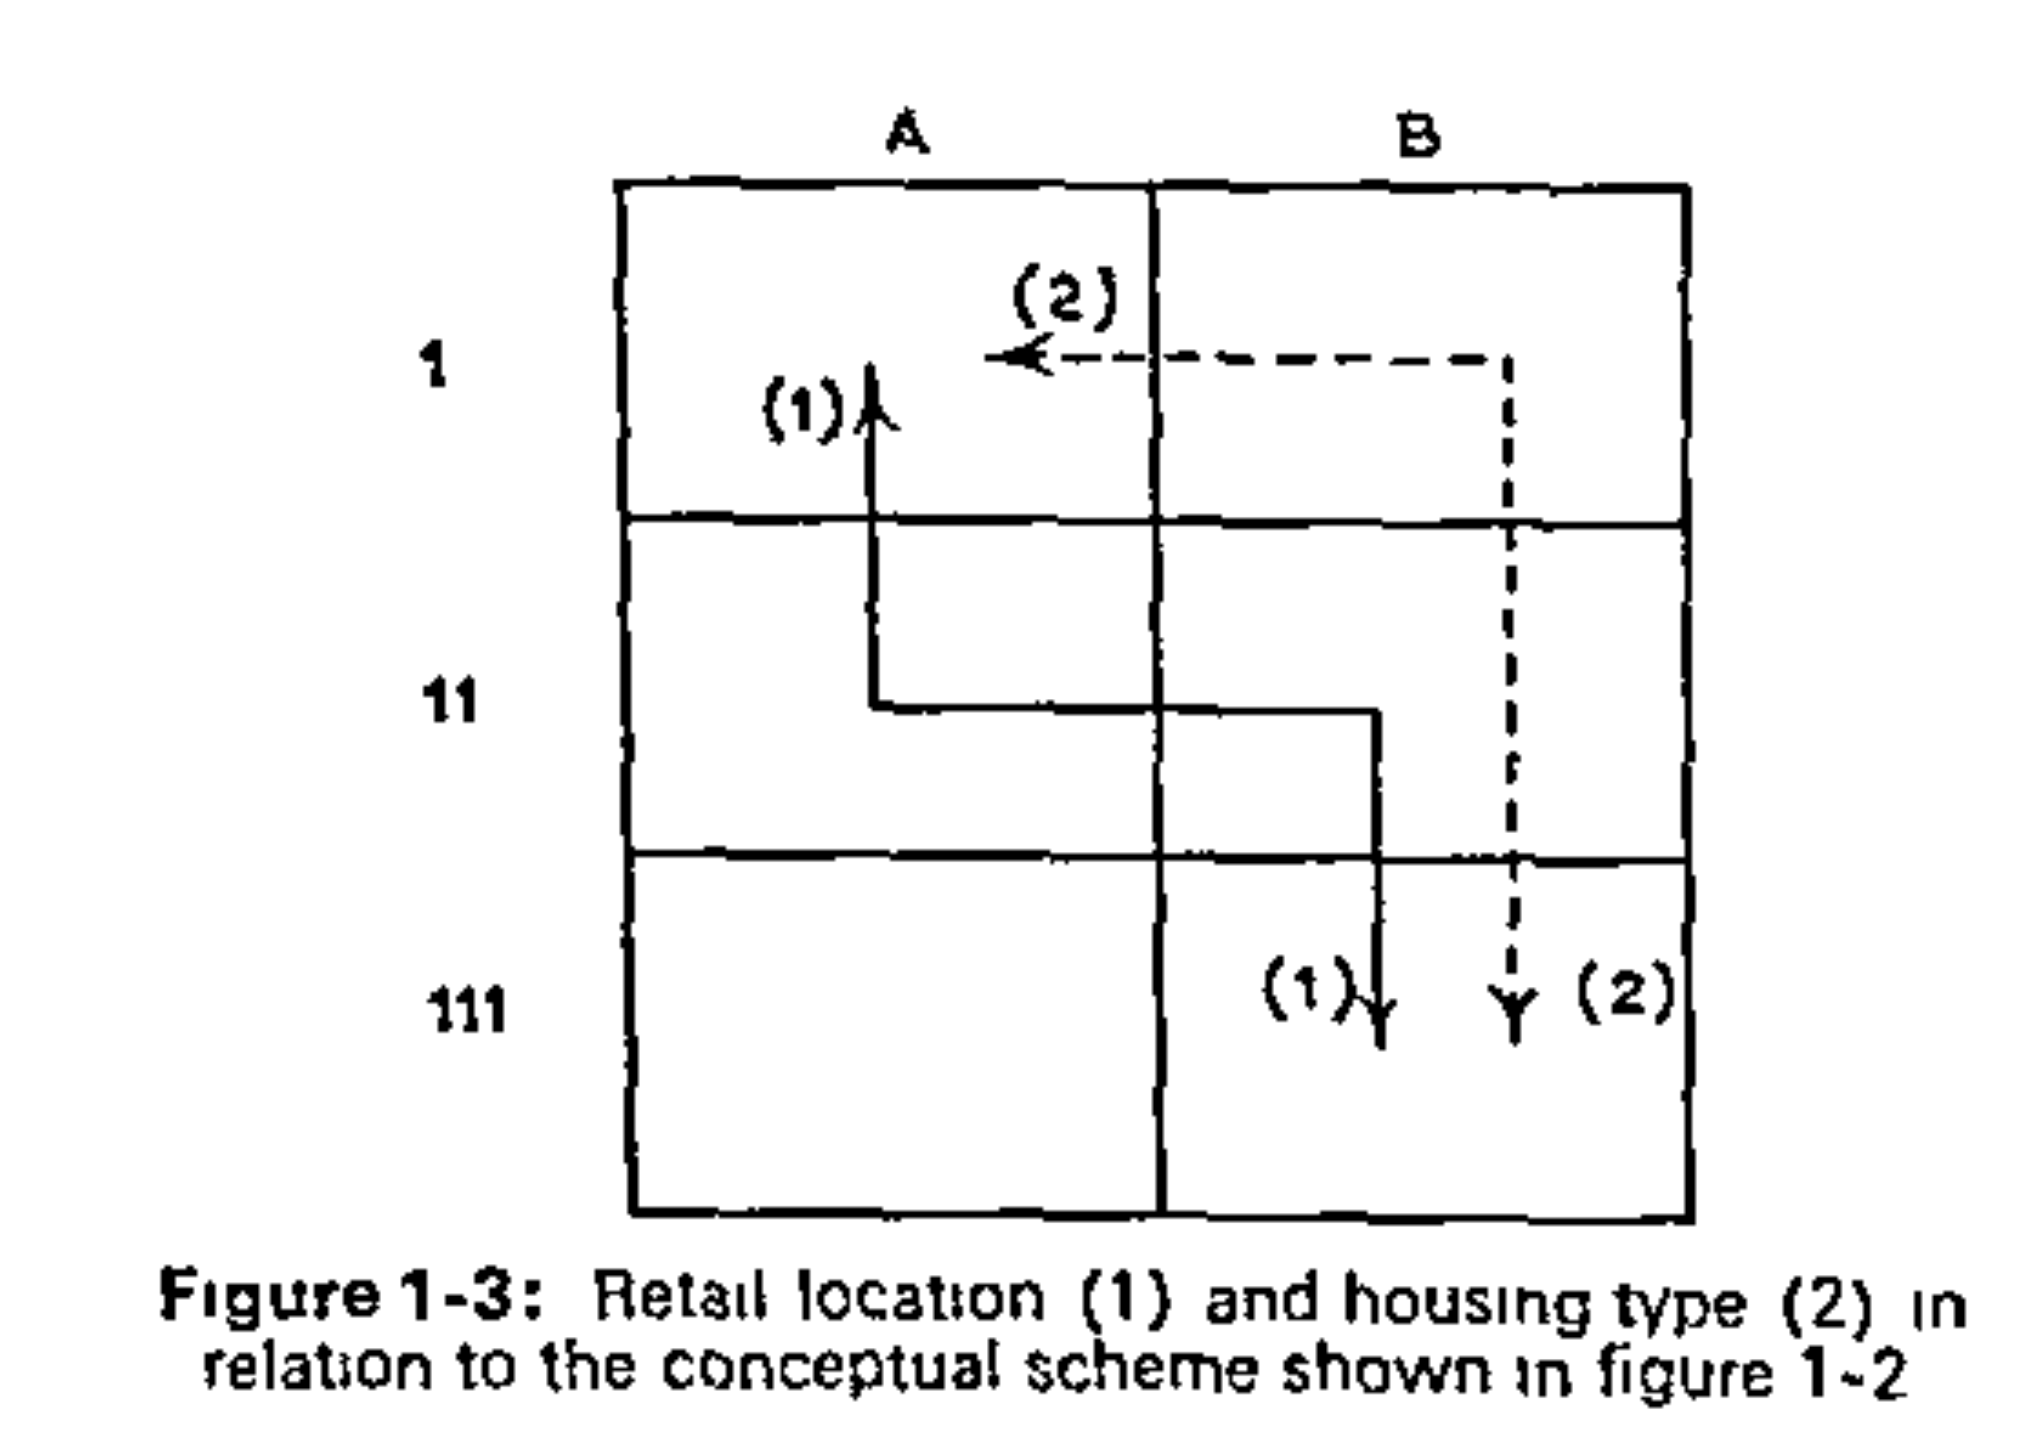 A B
(2)
1
(1)
11
111
(1) (2)
Figure 1-3: Retail location (1) and housing type (2) in
relation to the conceptual scheme shown in figure 1-2